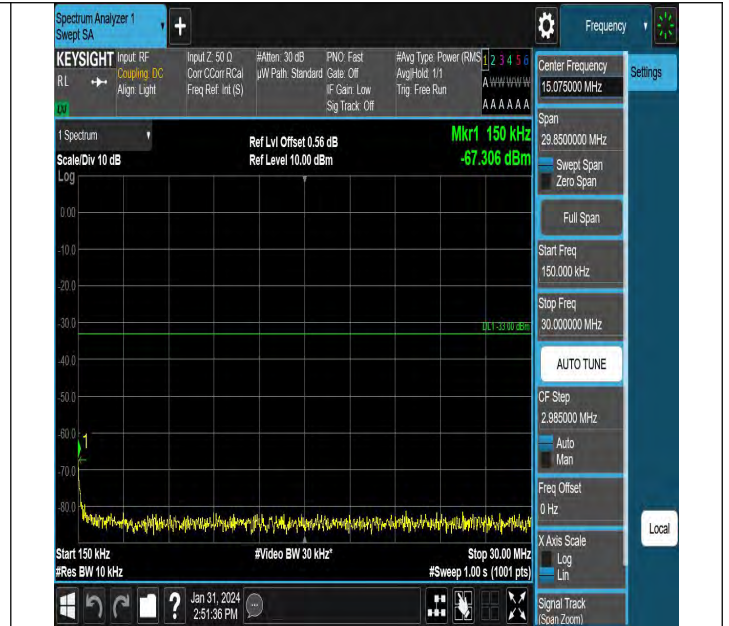 Spectrum Analyzer 1
Swept SA
+
Frequency
KEYSIGHT Input: RF Input Z: 50 Ω #Atten: 30 dB PNO: Fast #Avg Type: Power (RMS 1 2 3 4 5 6
RL Coupling: DC Corr CCorr RCal µW Path: Standard Gate: Off Avg|Hold: 1/1 A W W W W W
Align: Light Freq Ref: Int (S) IF Gain: Low Trig: Free Run
Sig Track: Off A A A A A A
1 Spectrum
Scale/Div 10 dB
Ref Lvl Offset 0.56 dB
Ref Level 10.00 dBm
Mkr1 150 kHz
-67.306 dBm
Log
0.00
-10.0
-20.0
-30.0
DL1 -33.00 dBm
-40.0
-50.0
-60.0
1
-70.0
-80.0
Start 150 kHz #Video BW 30 kHz* Stop 30.00 MHz
#Res BW 10 kHz #Sweep 1.00 s (1001 pts)
? Jan 31, 2024
2:51:36 PM
Center Frequency
15.075000 MHz
Settings
Span
29.8500000 MHz
Swept Span
Zero Span
Full Span
Start Freq
150.000 kHz
Stop Freq
30.000000 MHz
AUTO TUNE
CF Step
2.985000 MHz
Auto
Man
Freq Offset
0 Hz
X Axis Scale
Log
Lin
Local
Signal Track
(Span Zoom)